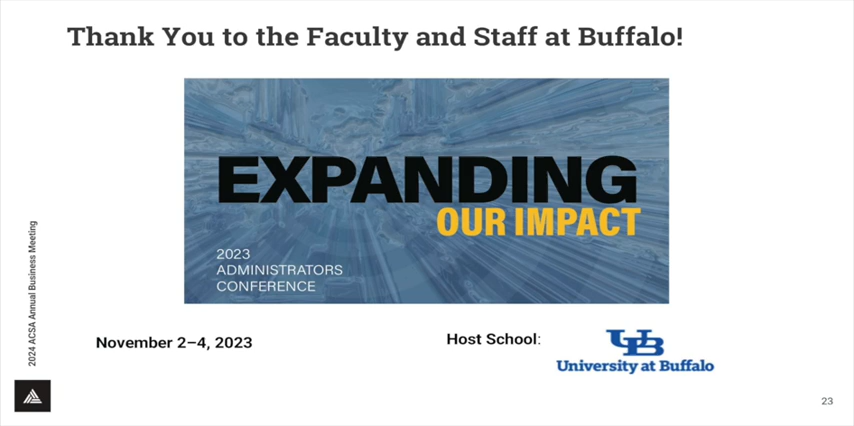 Thank You to the Faculty and Staff at Buffalo!
EXPANDING
OUR IMPACT
2023
ADMINISTRATORS
CONFERENCE
2024 ACSA Annual Business Meeting
November 2–4, 2023
Host School:
UB
University at Buffalo
23